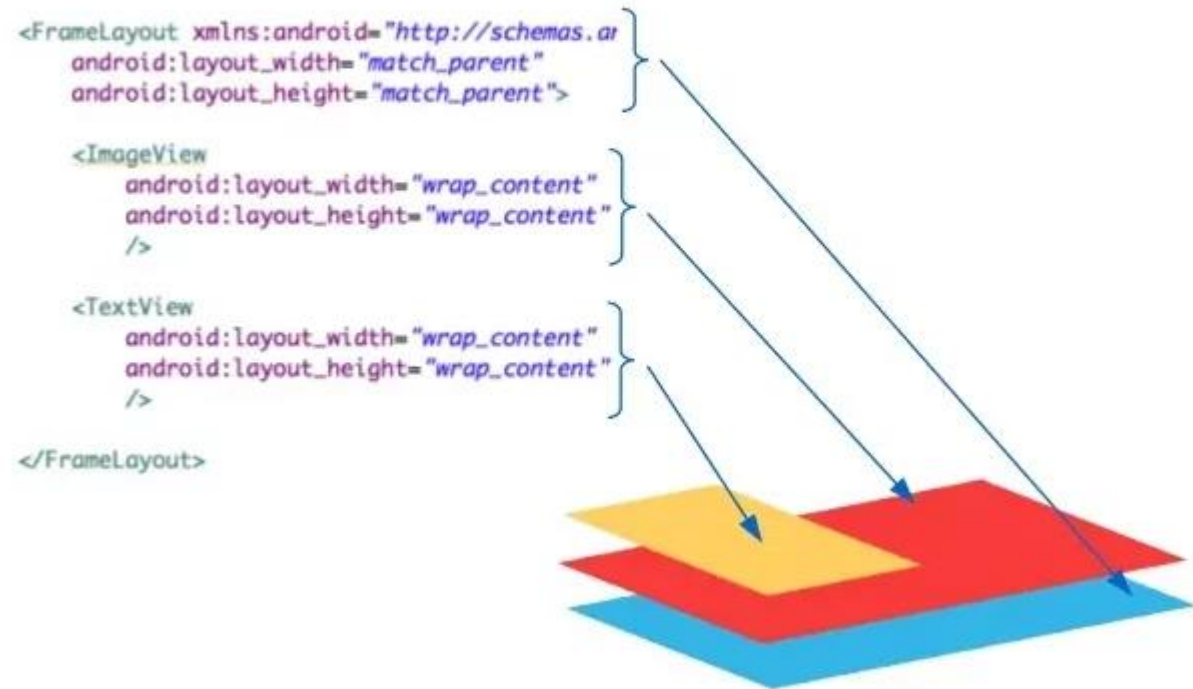 <FrameLayout xmlns:android="http://schemas.ar
android:layout_width="match_parent"
android:layout_height="match_parent">
<ImageView
android:layout_width="wrap_content"
android:layout_height="wrap_content"
/>
<TextView
android:layout_width="wrap_content"
android:layout_height="wrap_content"
/>
</FrameLayout>